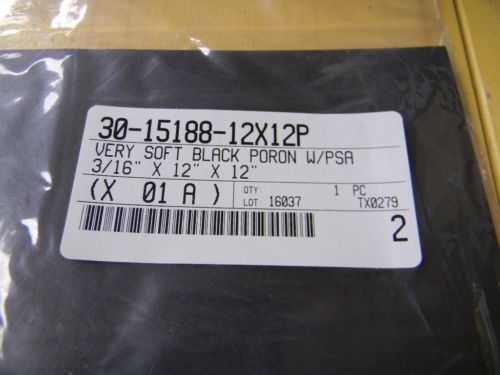 30-15188-12X12P
VERY SOFT BLACK PORON W/PSA
3/16" X 12" X 12"
(X 01 A ) QTY: 1 PC
LOT: 16037 TX0279
2